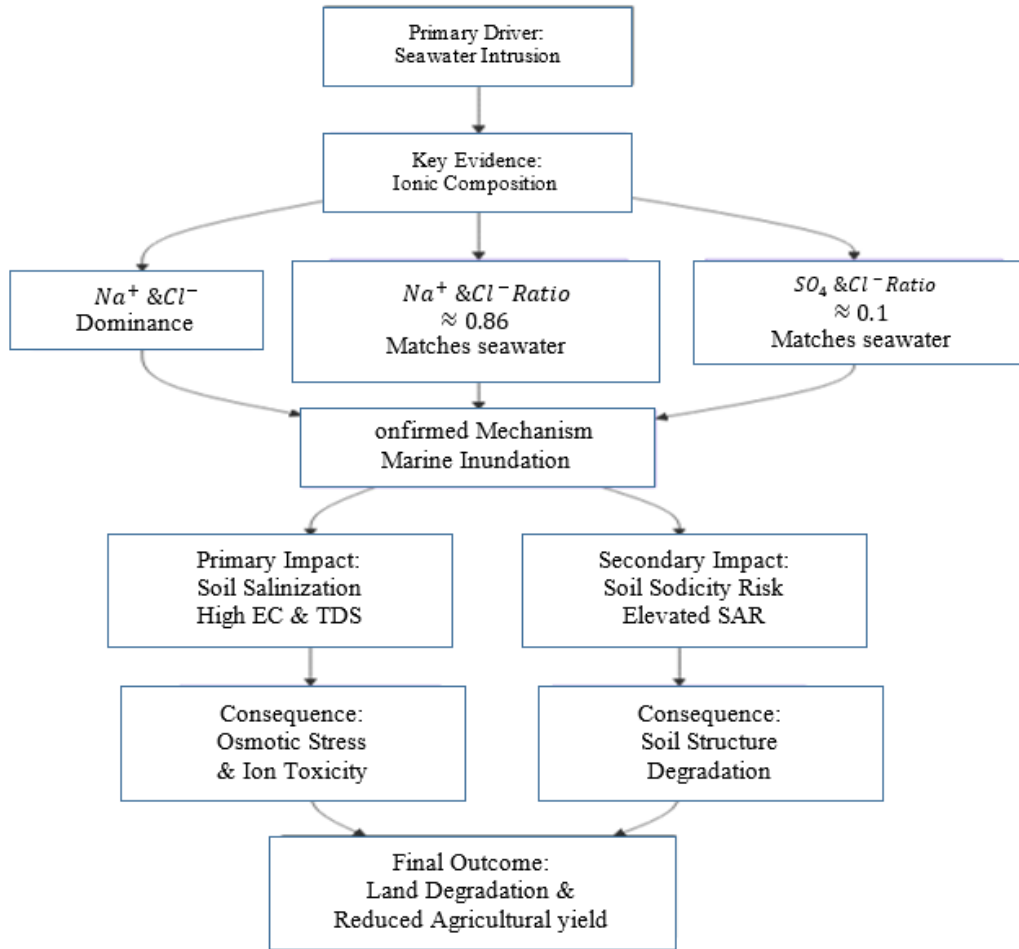 Primary Driver:
Seawater Intrusion
Key Evidence:
Ionic Composition
Na⁺ &Cl⁻
Dominance
Na⁺ &Cl⁻Ratio
≈ 0.86
Matches seawater
SO₄ &Cl⁻Ratio
≈ 0.1
Matches seawater
onfirmed Mechanism
Marine Inundation
Primary Impact:
Soil Salinization
High EC & TDS
Secondary Impact:
Soil Sodicity Risk
Elevated SAR
Consequence:
Osmotic Stress
& Ion Toxicity
Consequence:
Soil Structure
Degradation
Final Outcome:
Land Degradation &
Reduced Agricultural yield